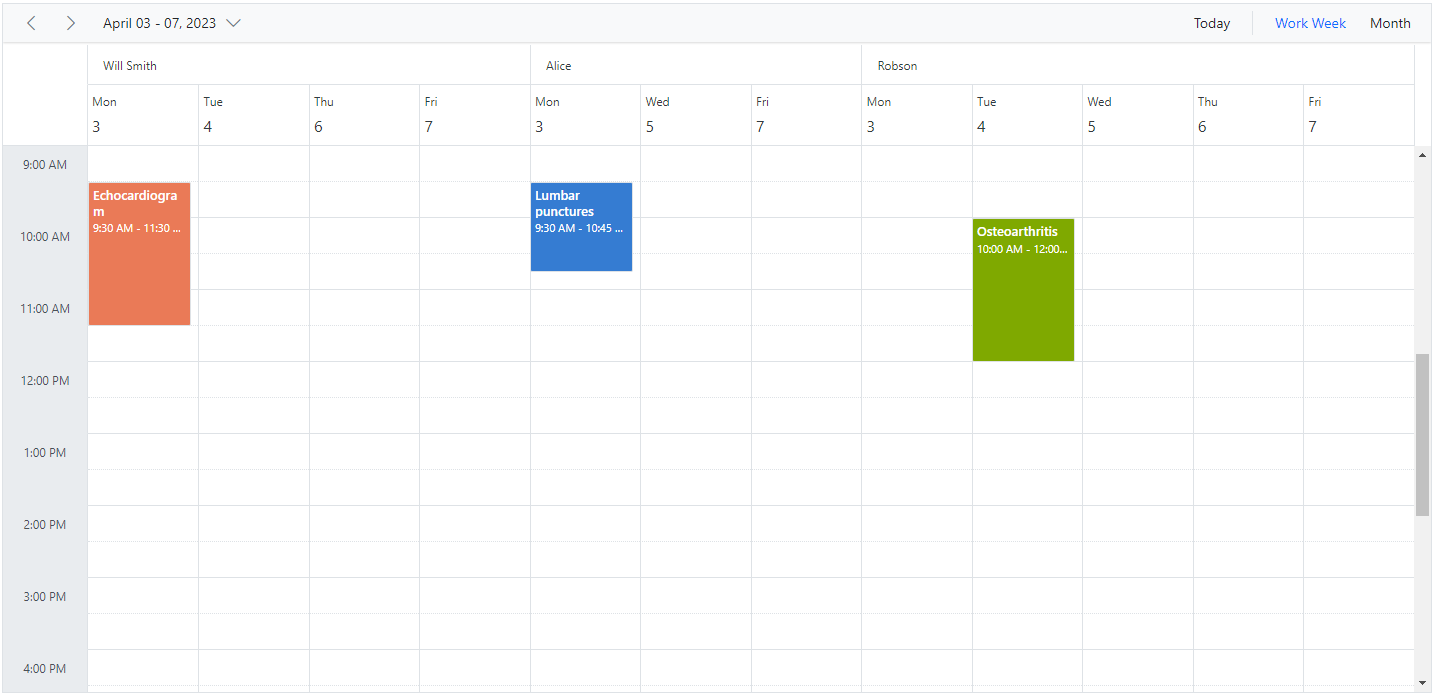 April 03 - 07, 2023 Today Work Week Month
Will Smith Alice Robson
Mon Tue Thu Fri Mon Wed Fri Mon Tue Wed Thu Fri
3 4 6 7 3 5 7 3 4 5 6 7
9:00 AM
Echocardiogra
m
9:30 AM - 11:30 ...
Lumbar
punctures
9:30 AM - 10:45 ...
Osteoarthritis
10:00 AM - 12:00...
10:00 AM
11:00 AM
12:00 PM
1:00 PM
2:00 PM
3:00 PM
4:00 PM